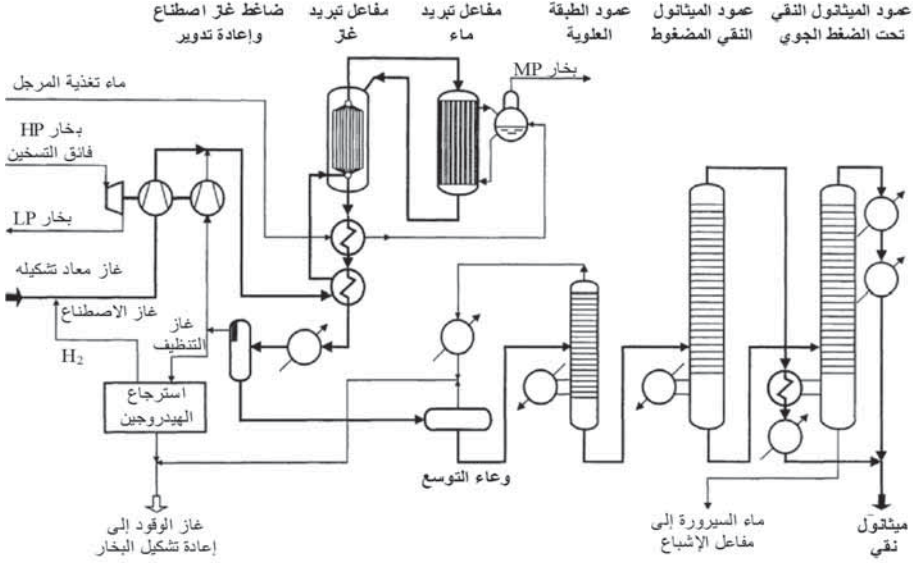 ضاغط غاز اصطناع
وإعادة تدوير
مفاعل تبريد
غاز
مفاعل تبريد
ماء
عمود الطبقة
العلوية
عمود الميثانول
النقي المضغوط
عمود الميثانول النقي
تحت الضغط الجوي
بخار MP
ماء تغذية المرجل
بخار HP
فائق التسخين
بخار LP
غاز معاد تشكيله
غاز الاصطناع
غاز
التنظيف
H2
استرجاع
الهيدروجين
وعاء التوسع
غاز الوقود إلى
إعادة تشكيل البخار
ماء السيرورة إلى
مفاعل الإشباع
ميثانول
نقي